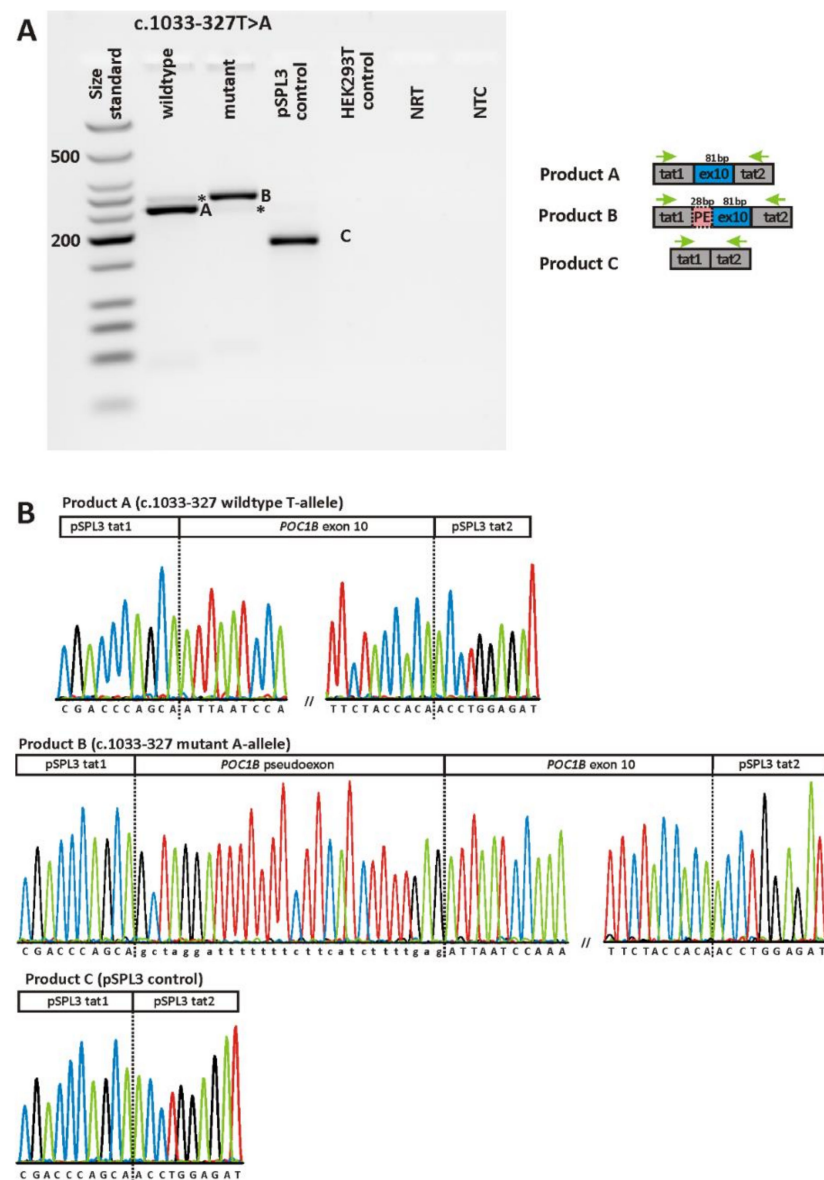 A
c.1033-327T>A
Size standard
wildtype
mutant
pSPL3 control
HEK293T control
NRT
NTC
500
200
*
B
A
*
C
81bp
Product A
tat1 ex10 tat2
28bp 81bp
Product B
tat1 PE ex10 tat2
Product C
tat1 tat2
B
Product A (c.1033-327 wildtype T-allele)
pSPL3 tat1 POC1B exon 10 pSPL3 tat2
C G A C C C A G C A A T T A A T C C A // T T C T A C C A C A A C C T G G A G A T
Product B (c.1033-327 mutant A-allele)
pSPL3 tat1 POC1B pseudoexon POC1B exon 10 pSPL3 tat2
C G A C C C A G C A g c t a g g a t t t t t t t c t t c a t c t t t t g a g A T T A A T C C A A A // T T C T A C C A C A A C C T G G A G A T
Product C (pSPL3 control)
pSPL3 tat1 pSPL3 tat2
C G A C C C A G C A A C C T G G A G A T